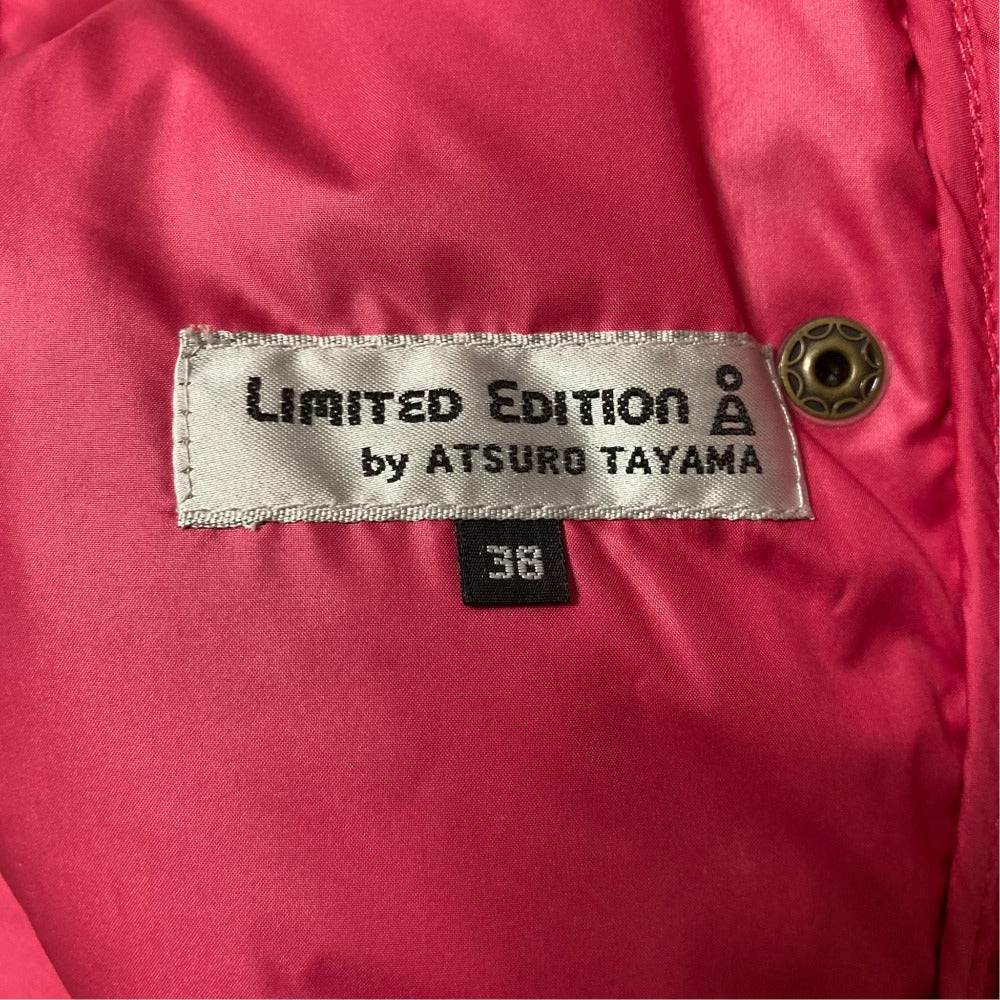 LIMITED EDITION
by ATSURO TAYAMA
38